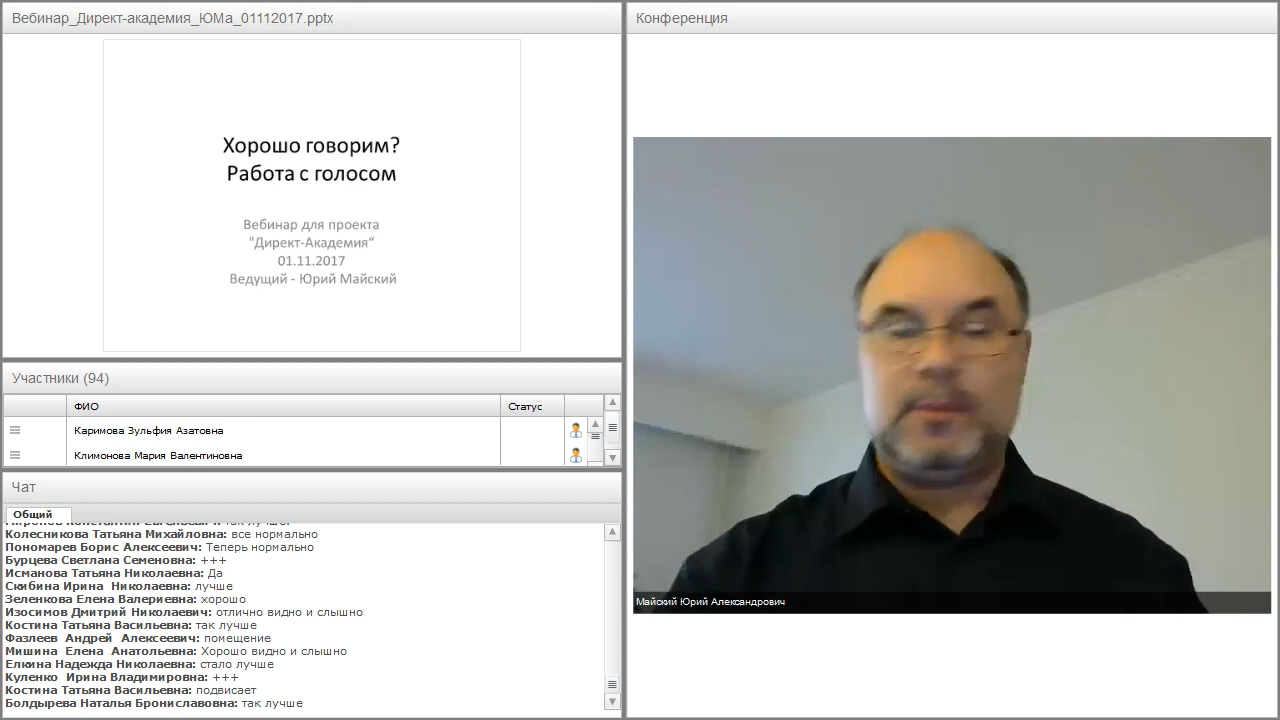 Вебинар_Директ-академия_ЮМа_01112017.pptx
Хорошо говорим?
Работа с голосом
Вебинар для проекта
"Директ-Академия“
01.11.2017
Ведущий - Юрий Майский
Участники (94)
ФИО
Статус
Каримова Зульфия Азатовна
Климонова Мария Валентиновна
Чат
Общий
Колесникова Татьяна Михайловна: все нормально
Пономарев Борис Алексеевич: Теперь нормально
Бурцева Светлана Семеновна: +++
Исманова Татьяна Николаевна: Да
Скибина Ирина Николаевна: лучше
Зеленкова Елена Валериевна: хорошо
Изосимов Дмитрий Николаевич: отлично видно и слышно
Костина Татьяна Васильевна: так лучше
Фазлеев Андрей Алексеевич: помещение
Мишина Елена Анатольевна: Хорошо видно и слышно
Елкина Надежда Николаевна: стало лучше
Куленко Ирина Владимировна: +++
Костина Татьяна Васильевна: подвисает
Болдырева Наталья Брониславовна: так лучше
Конференция
Майский Юрий Александрович